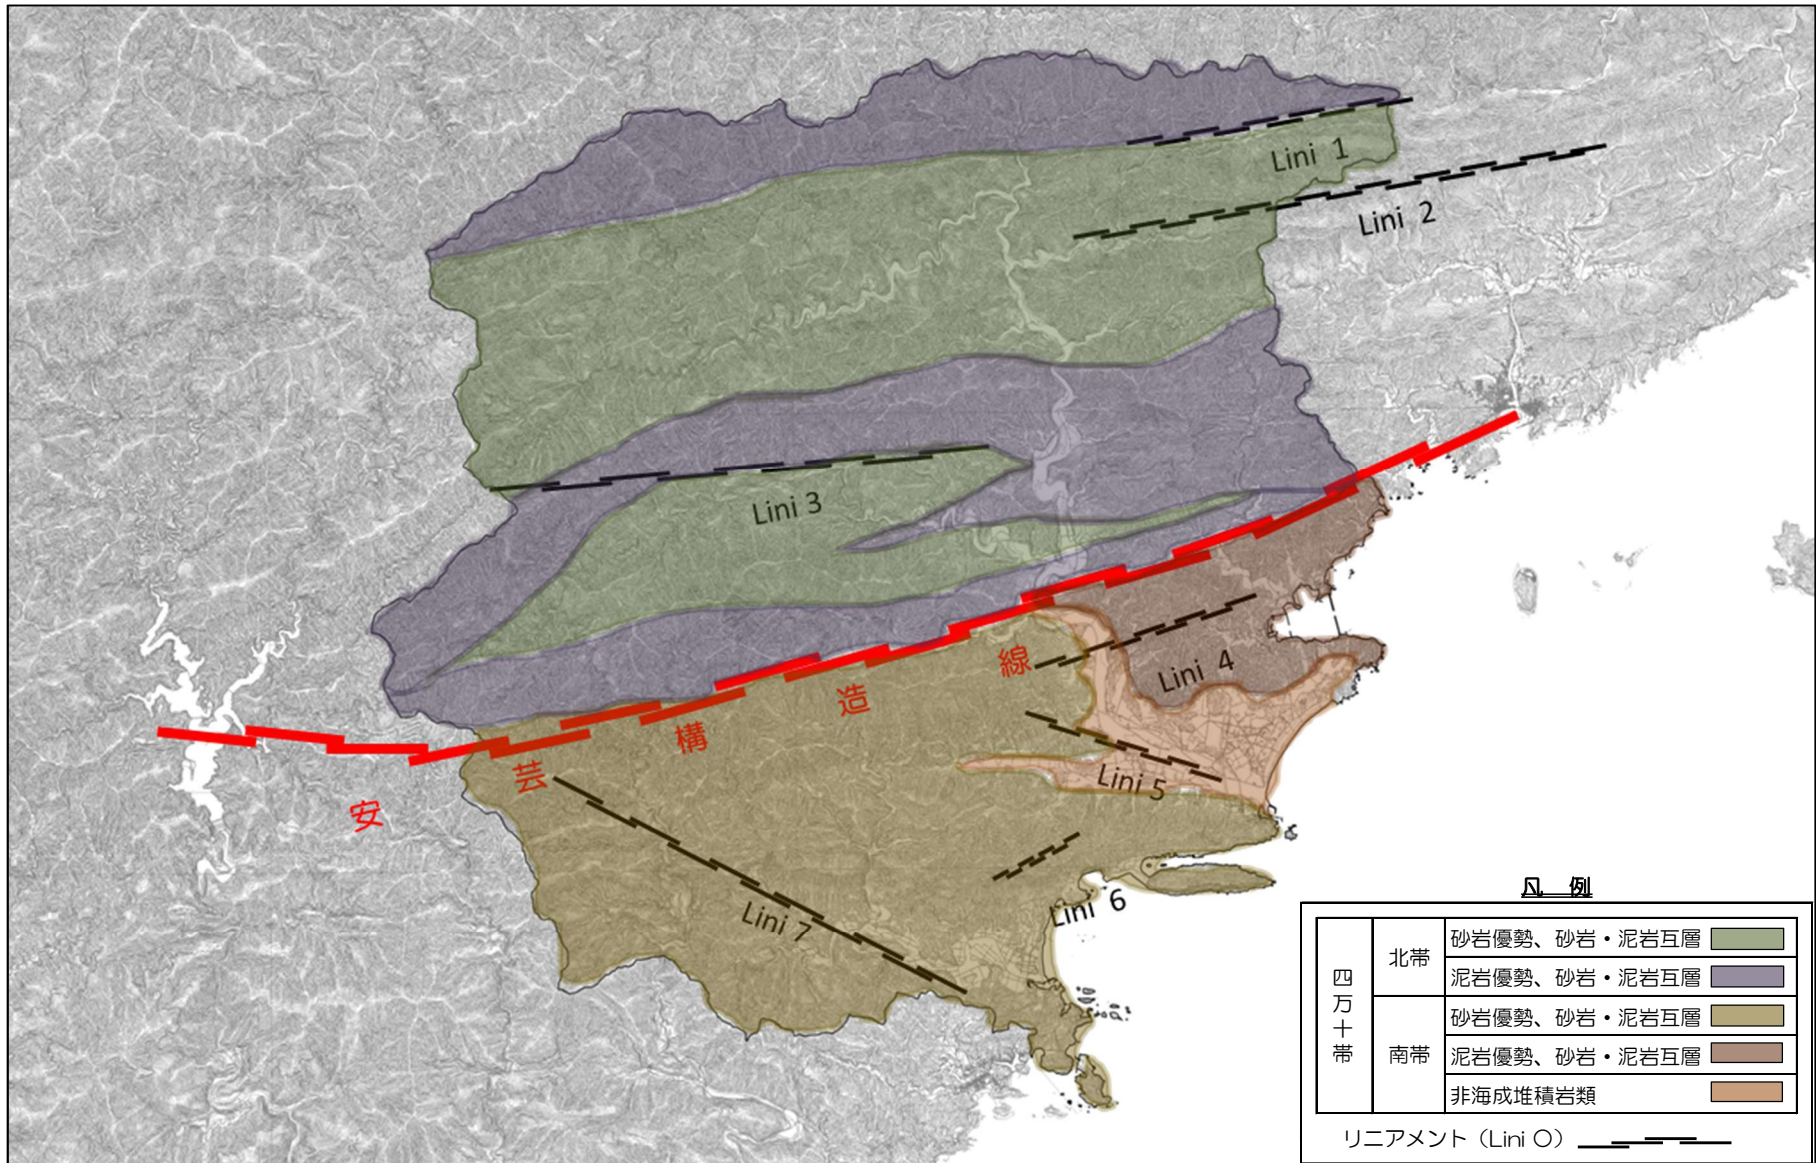 Lini 1
Lini 2
Lini 3
Lini 4
Lini 5
Lini 6
Lini 7
安芸構造線
凡 例
四万十帯
北帯
砂岩優勢、砂岩・泥岩互層
泥岩優勢、砂岩・泥岩互層
南帯
砂岩優勢、砂岩・泥岩互層
泥岩優勢、砂岩・泥岩互層
非海成堆積岩類
リニアメント（Lini 〇）